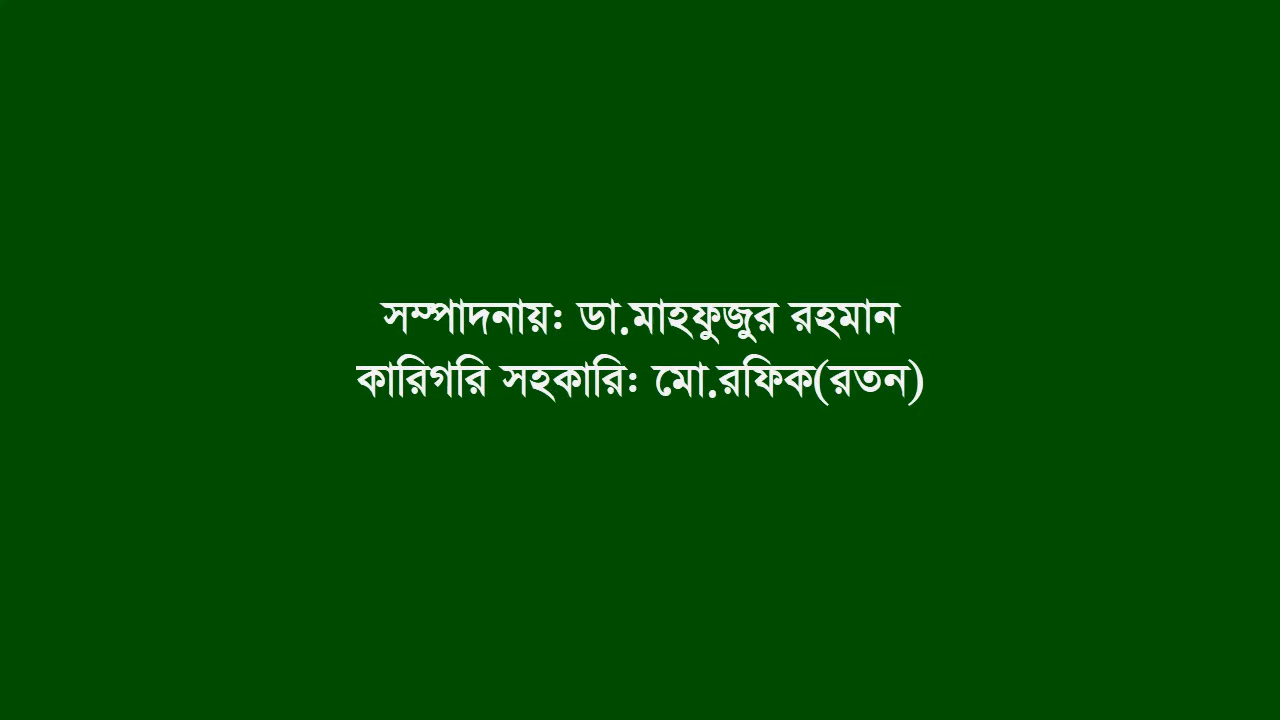 সম্পাদনায়ঃ ডা.মাহফুজুর রহমান
কারিগরি সহকারিঃ মো.রফিক(রতন)